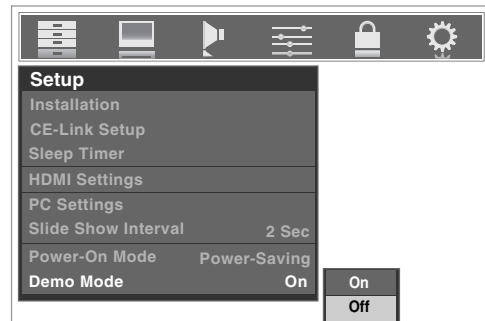 Setup
Installation
CE-Link Setup
Sleep Timer
HDMI Settings
PC Settings
Slide Show Interval 2 Sec
Power-On Mode Power-Saving
Demo Mode On On
Off